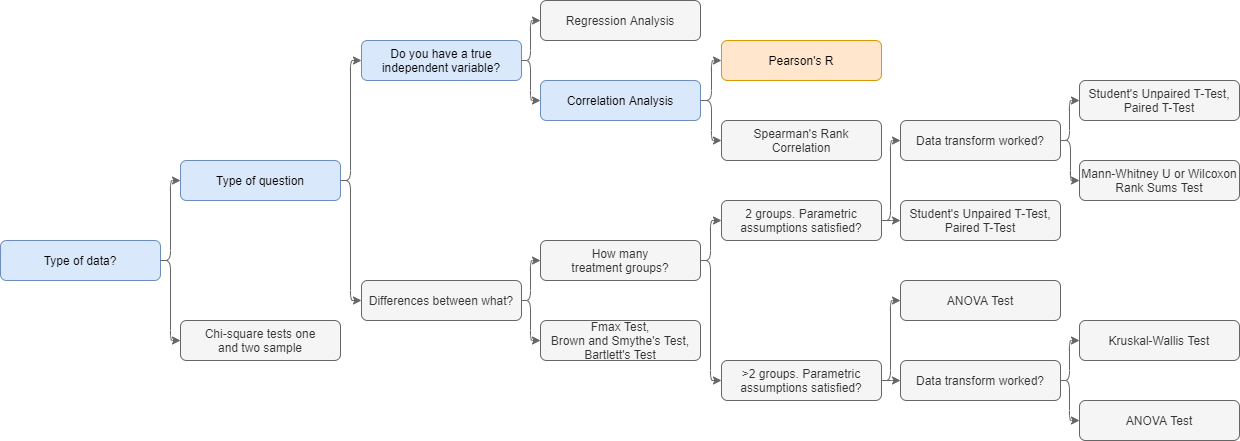 Regression Analysis
Do you have a true
independent variable?
Pearson's R
Correlation Analysis
Student's Unpaired T-Test,
Paired T-Test
Spearman's Rank
Correlation
Data transform worked?
Type of question
Mann-Whitney U or Wilcoxon
Rank Sums Test
2 groups. Parametric
assumptions satisfied?
Student's Unpaired T-Test,
Paired T-Test
Type of data?
How many
treatment groups?
Differences between what?
ANOVA Test
Chi-square tests one
and two sample
Fmax Test,
Brown and Smythe's Test,
Bartlett's Test
Kruskal-Wallis Test
>2 groups. Parametric
assumptions satisfied?
Data transform worked?
ANOVA Test